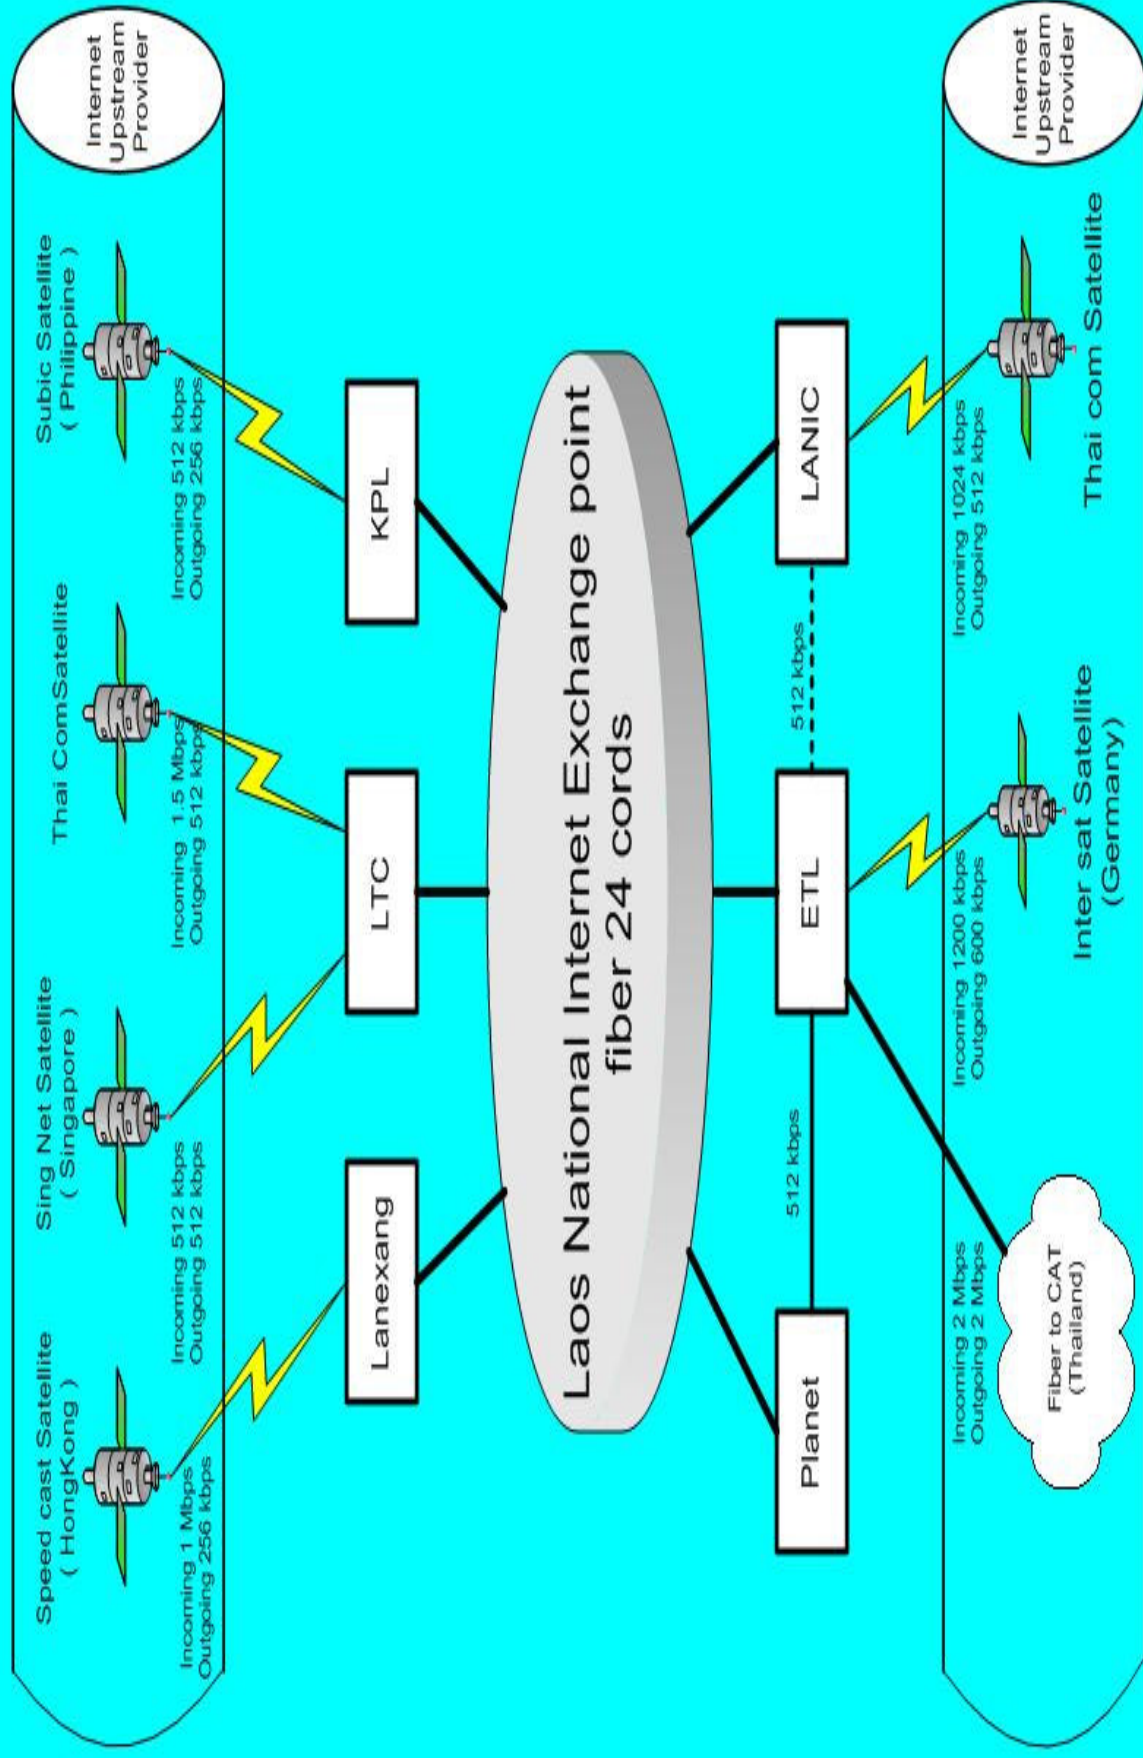 Speed cast Satellite
( HongKong )
Sing Net Satellite
( Singapore )
Thai ComSatellite
Subic Satellite
( Philippine )
Internet
Upstream
Provider
Incoming 1 Mbps
Outgoing 256 kbps
Incoming 512 kbps
Outgoing 512 kbps
Incoming 1.5 Mbps
Outgoing 512 kbps
Incoming 512 kbps
Outgoing 256 kbps
Lanexang
LTC
KPL
Laos National Internet Exchange point
fiber 24 cords
512 kbps
512 kbps
Planet
ETL
LANIC
Incoming 2 Mbps
Outgoing 2 Mbps
Incoming 1200 kbps
Outgoing 600 kbps
Incoming 1024 kbps
Outgoing 512 kbps
Fiber to CAT
(Thailand)
Inter sat Satellite
(Germany)
Thai com Satellite
Internet
Upstream
Provider